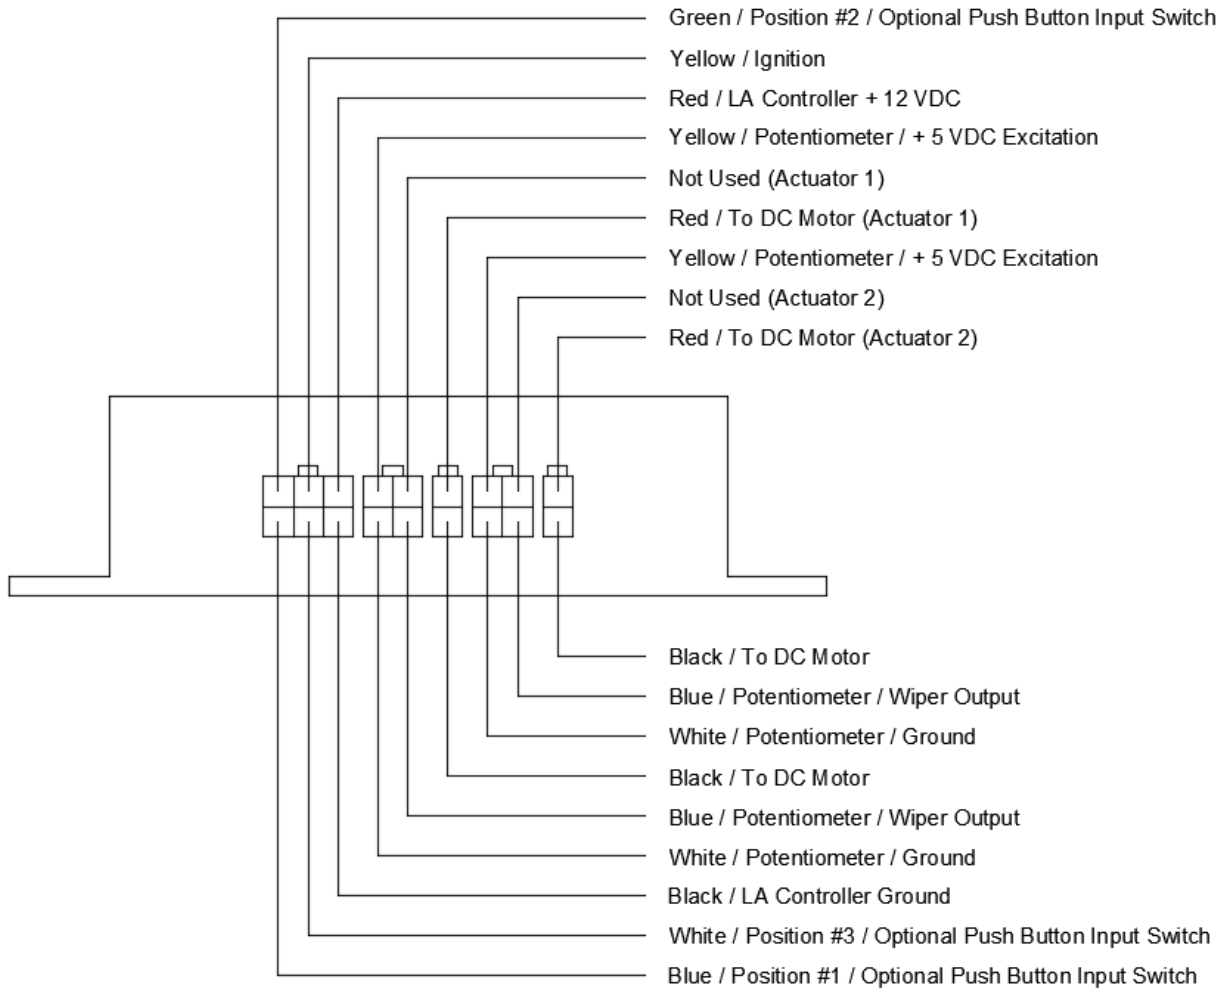 Green / Position #2 / Optional Push Button Input Switch
Yellow / Ignition
Red / LA Controller + 12 VDC
Yellow / Potentiometer / + 5 VDC Excitation
Not Used (Actuator 1)
Red / To DC Motor (Actuator 1)
Yellow / Potentiometer / + 5 VDC Excitation
Not Used (Actuator 2)
Red / To DC Motor (Actuator 2)
Black / To DC Motor
Blue / Potentiometer / Wiper Output
White / Potentiometer / Ground
Black / To DC Motor
Blue / Potentiometer / Wiper Output
White / Potentiometer / Ground
Black / LA Controller Ground
White / Position #3 / Optional Push Button Input Switch
Blue / Position #1 / Optional Push Button Input Switch